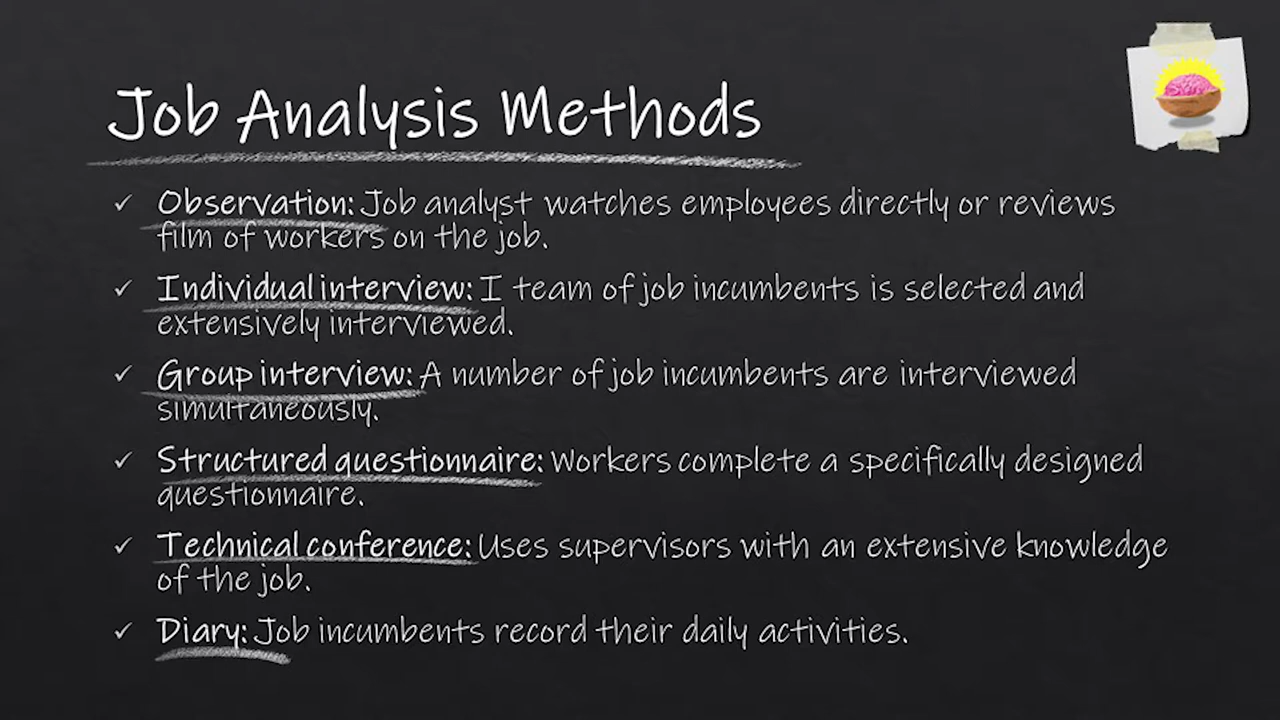 Job Analysis Methods
✓ Observation: Job analyst watches employees directly or reviews
film of workers on the job.
✓ Individual interview: I team of job incumbents is selected and
extensively interviewed.
✓ Group interview: A number of job incumbents are interviewed
simultaneously.
✓ Structured questionnaire: Workers complete a specifically designed
questionnaire.
✓ Technical conference: Uses supervisors with an extensive knowledge
of the job.
✓ Diary: Job incumbents record their daily activities.